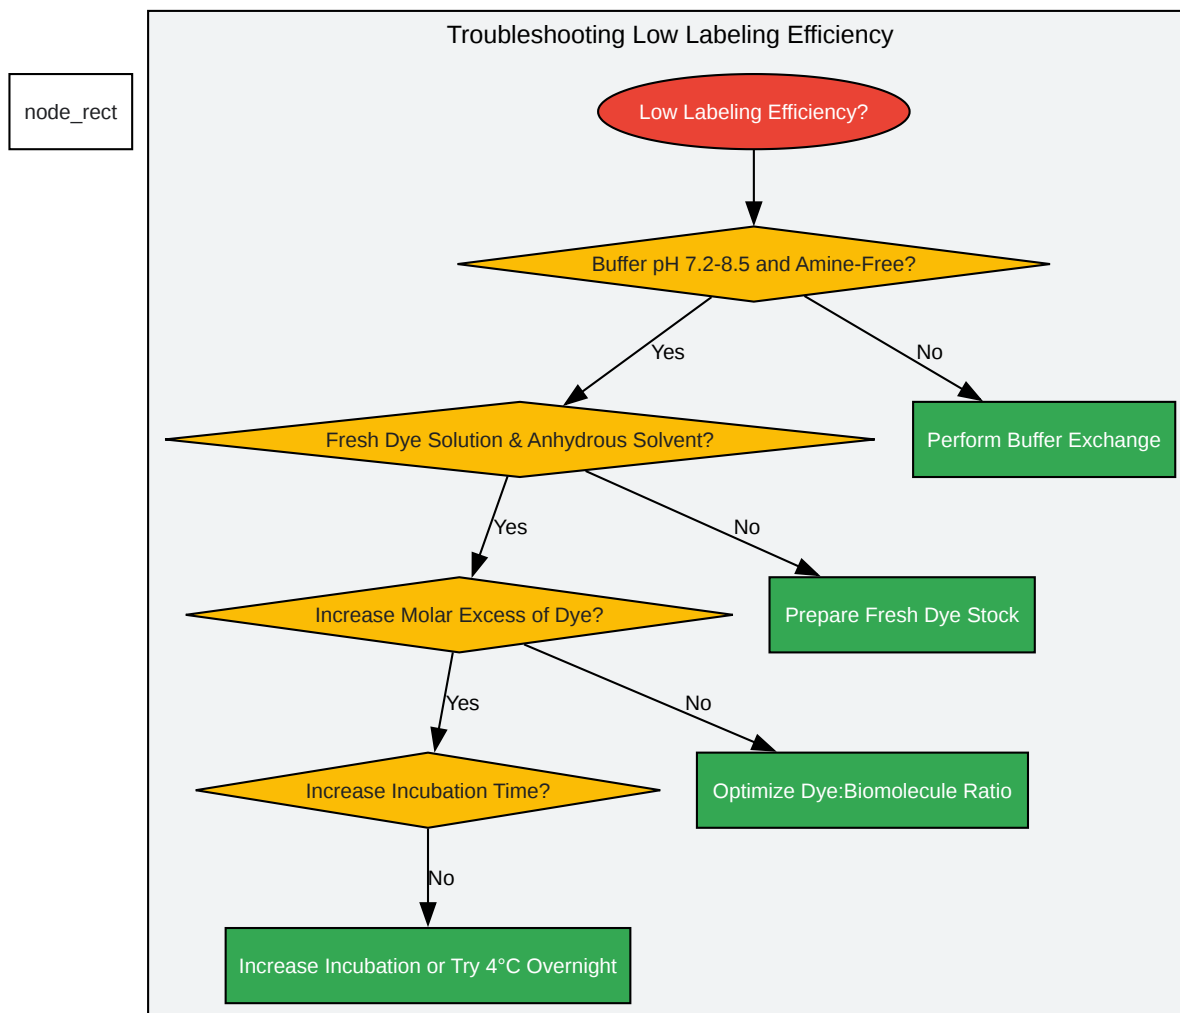 Troubleshooting Low Labeling Efficiency
node_rect
Low Labeling Efficiency?
Buffer pH 7.2-8.5 and Amine-Free?
Yes
No
Fresh Dye Solution & Anhydrous Solvent?
Perform Buffer Exchange
Yes
No
Increase Molar Excess of Dye?
Prepare Fresh Dye Stock
Yes
No
Increase Incubation Time?
Optimize Dye:Biomolecule Ratio
No
Increase Incubation or Try 4°C Overnight